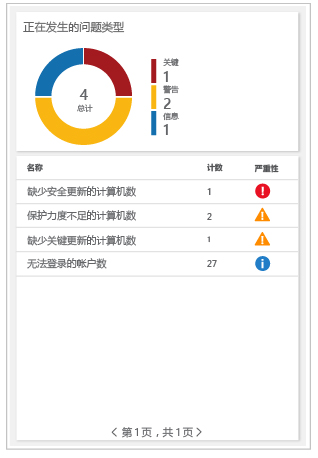 正在发生的问题类型
4
总计
关键
1
警告
2
信息
1
名称 计数 严重性
缺少安全更新的计算机数 1
保护力度不足的计算机数 2
缺少关键更新的计算机数 1
无法登录的帐户数 27
< 第1页 , 共1页 >